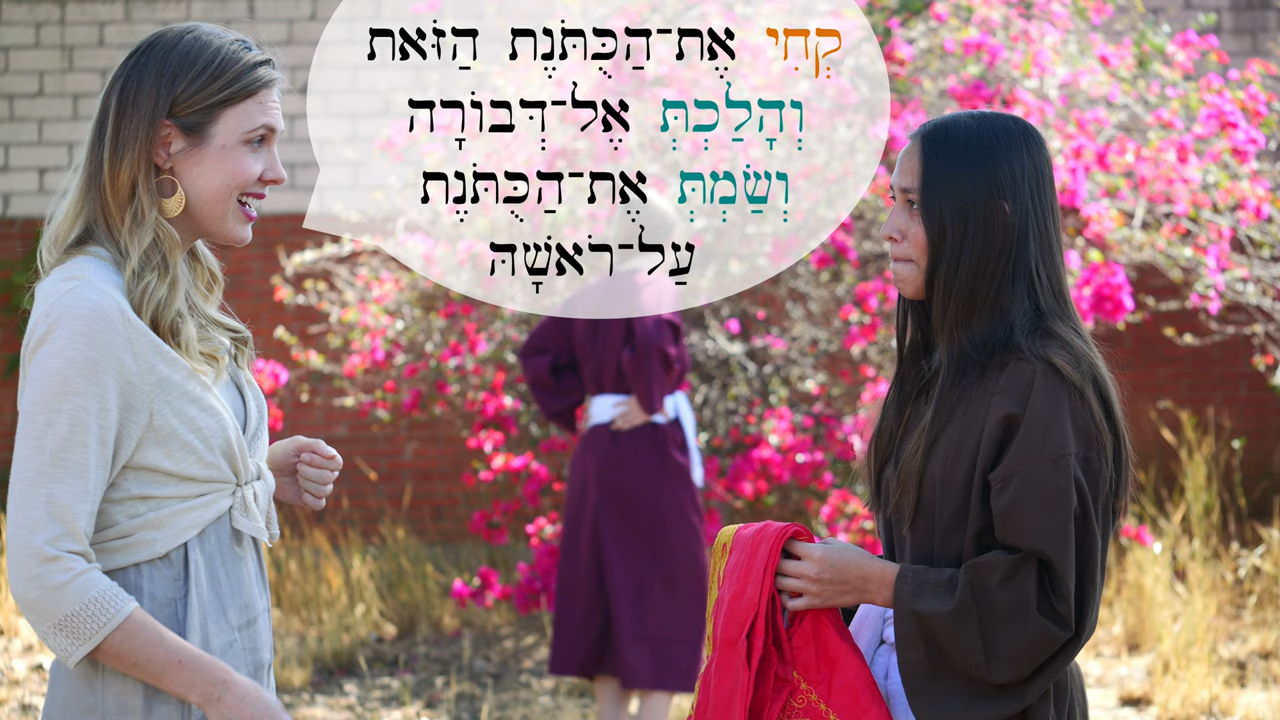 קְחִי אֶת־הַכֻּתֹּנֶת הַזֹּאת
וְהָלַכְתְּ אֶל־דְּבוֹרָה
וְשַׂמְתְּ אֶת־הַכֻּתֹּנֶת
עַל־רֹאשָׁהּ